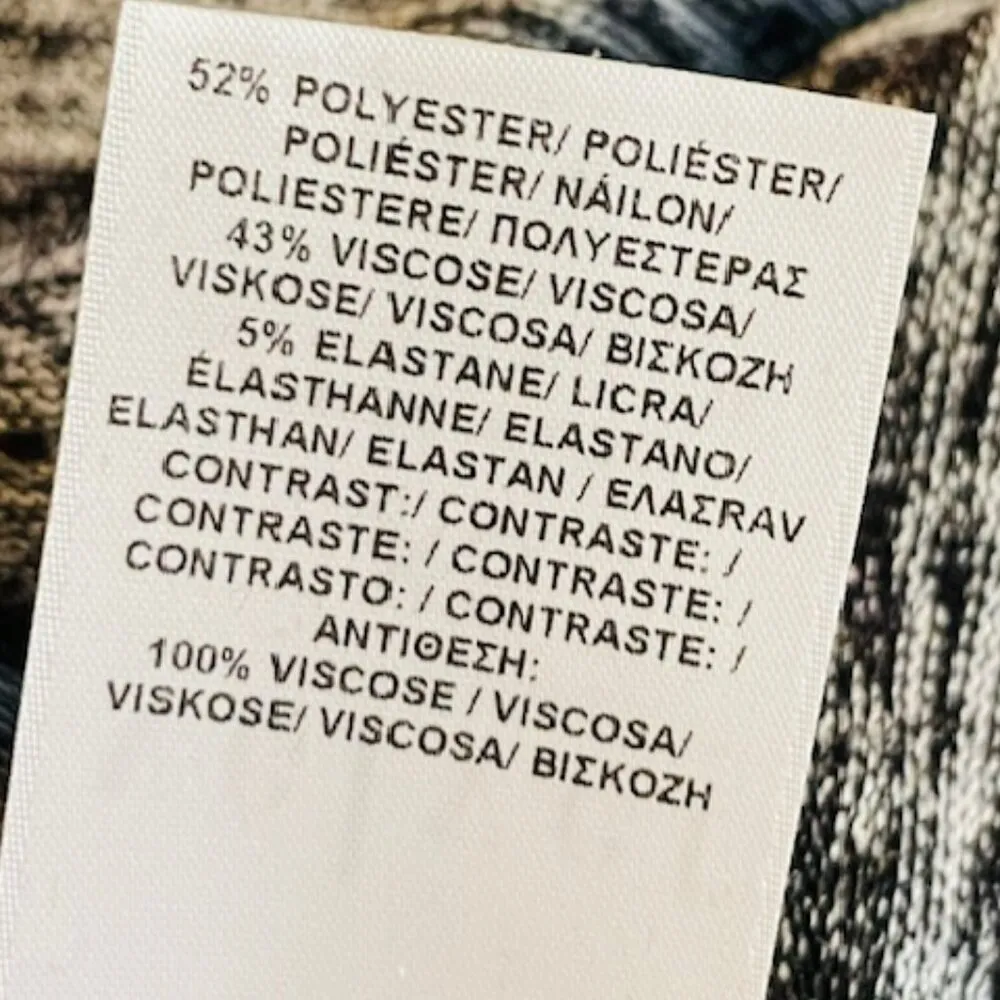 52% POLYESTER/ POLIÉSTER/
POLIÉSTER/ NÁILON/
POLIESTERE/ ΠΟΛΥΕΣΤΕΡΑΣ
43% VISCOSE/ VISCOSA/
VISKOSE/ VISCOSA/ ΒΙΣΚΟΖΗ
5% ELASTANE/ LICRA/
ÉLASTHANNE/ ELASTANO/
ELASTHAN/ ELASTAN / ΕΛΑΣRAV
CONTRAST:/ CONTRASTE: /
CONTRASTE: / CONTRASTE: /
CONTRASTO: / CONTRASTE: /
ΑΝΤΙΘΕΣΗ:
100% VISCOSE / VISCOSA/
VISKOSE/ VISCOSA/ ΒΙΣΚΟΖΗ